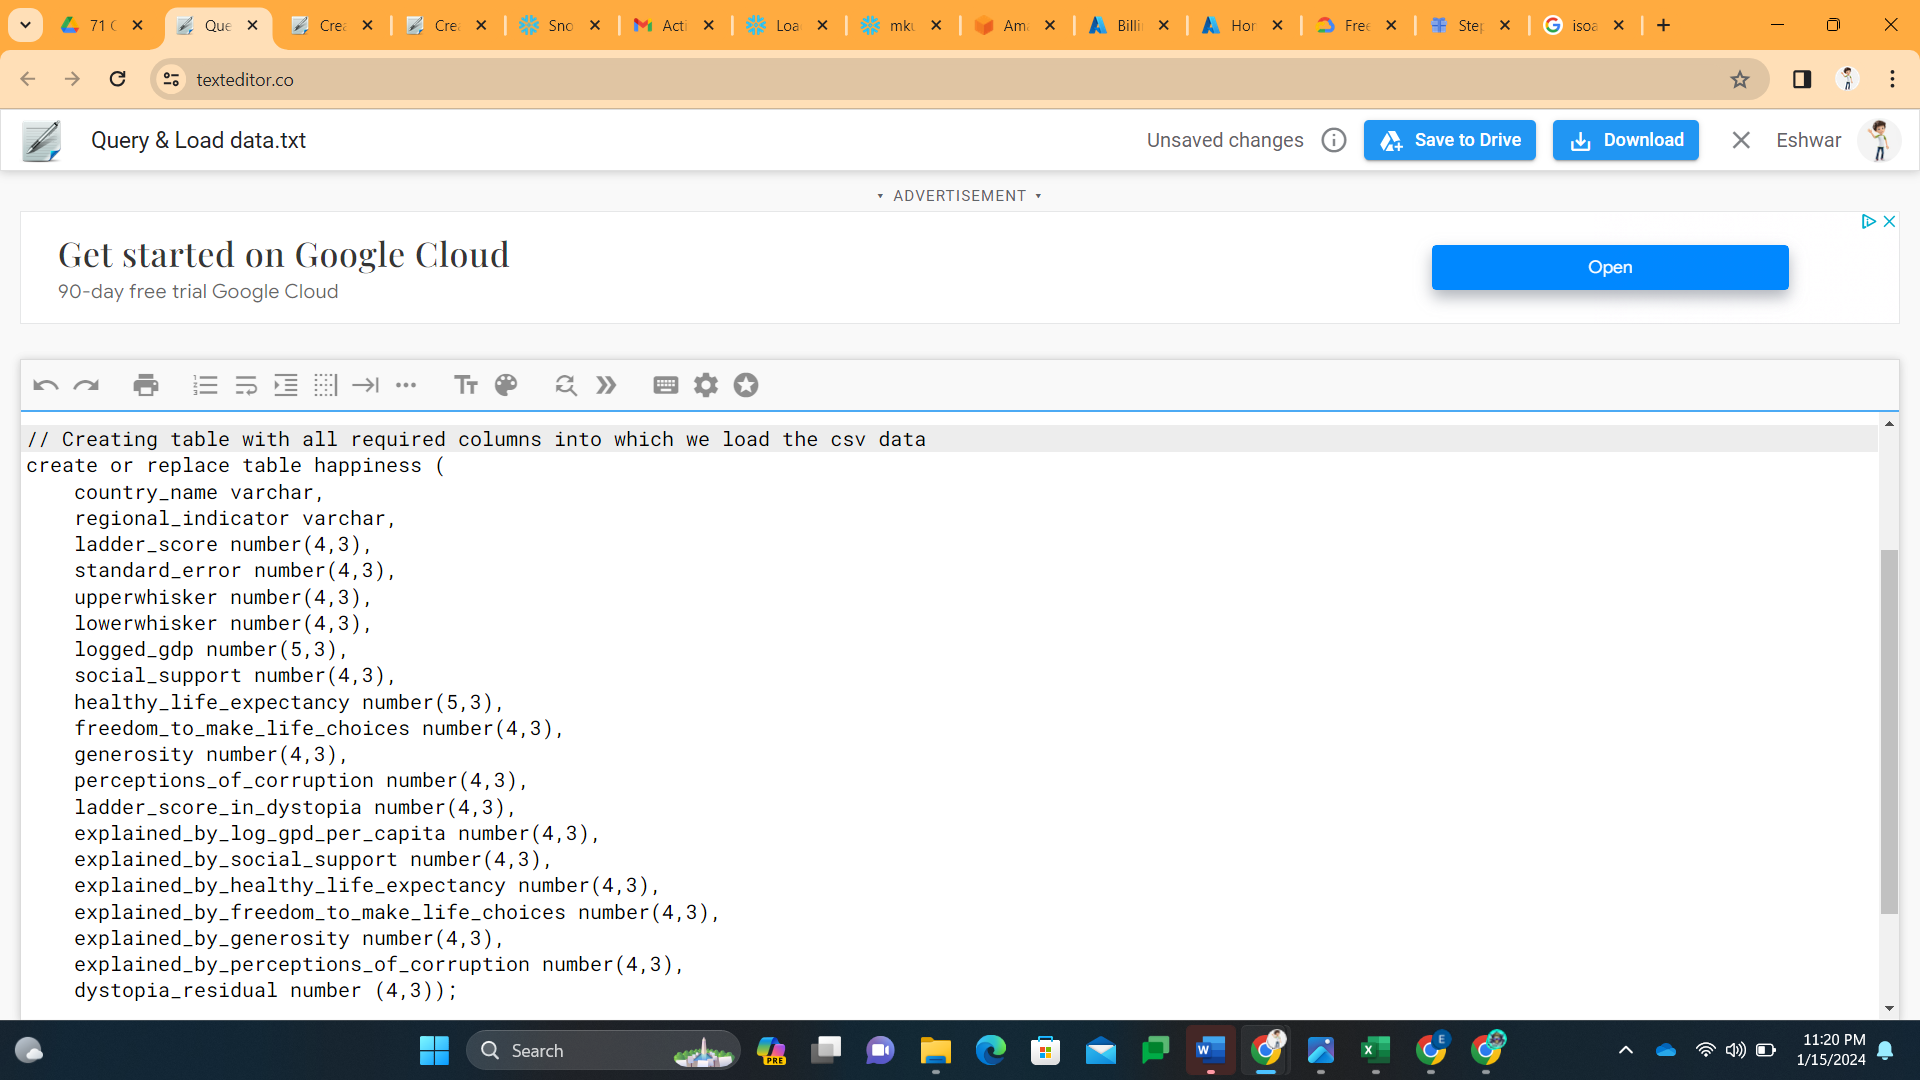 71 C
Que
Crea
Crea
Sno
Acti
Loa
mku
Ama
Billi
Hor
Free
Step
isoa
texteditor.co
Query & Load data.txt
Unsaved changes
Save to Drive
Download
Eshwar
ADVERTISEMENT
Get started on Google Cloud
90-day free trial Google Cloud
Open
// Creating table with all required columns into which we load the csv data
create or replace table happiness (
country_name varchar,
regional_indicator varchar,
ladder_score number(4,3),
standard_error number(4,3),
upperwhisker number(4,3),
lowerwhisker number(4,3),
logged_gdp number(5,3),
social_support number(4,3),
healthy_life_expectancy number(5,3),
freedom_to_make_life_choices number(4,3),
generosity number(4,3),
perceptions_of_corruption number(4,3),
ladder_score_in_dystopia number(4,3),
explained_by_log_gpd_per_capita number(4,3),
explained_by_social_support number(4,3),
explained_by_healthy_life_expectancy number(4,3),
explained_by_freedom_to_make_life_choices number(4,3),
explained_by_generosity number(4,3),
explained_by_perceptions_of_corruption number(4,3),
dystopia_residual number (4,3));
Search
PRE
E
11:20 PM
1/15/2024